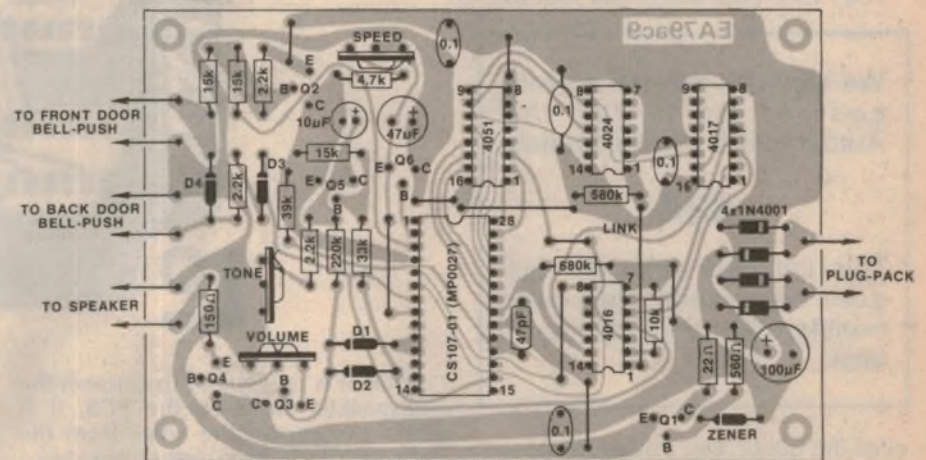 EA79ac9
SPEED
0.1
15k
15k
2.2k
E
B Q2
C
4.7k
10µF +
47µF +
9
8
4051
16
1
0.1
8
7
4024
14
1
9
8
4017
16
1
0.1
TO FRONT DOOR
BELL-PUSH
15k
D4
2.2k
D3
39k
E
Q5
C
B
E
Q6
C
B
680k
LINK
4x1N4001
TO BACK DOOR
BELL-PUSH
TONE
2.2k
220k
33k
1
28
CS107-01 (MP0027)
14
15
680k
TO
PLUG-PACK
TO SPEAKER
150Ω
VOLUME
D1
D2
47pF
8
7
4016
14
1
10k
22Ω
560Ω
+
100µF
E
B Q4
C
B
C Q3 E
0.1
E Q1 C
B
ZENER